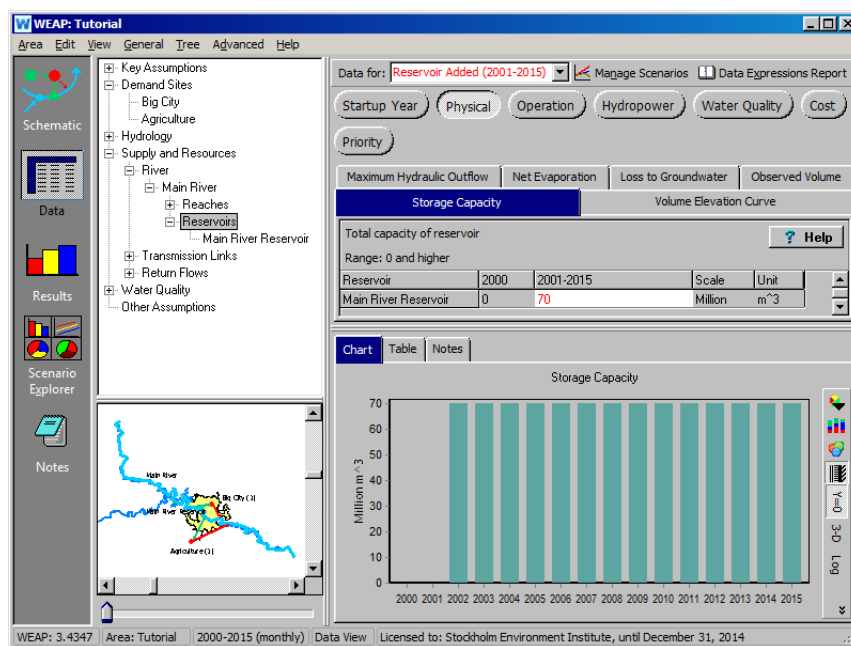 WEAP: Tutorial
Area Edit View General Tree Advanced Help
Schematic
Data
Results
Scenario
Explorer
Notes
Key Assumptions
Demand Sites
Big City
Agriculture
Hydrology
Supply and Resources
River
Main River
Reaches
Reservoirs
Main River Reservoir
Transmission Links
Return Flows
Water Quality
Other Assumptions
Main River
Big City (3)
Main River Reservoir
Agriculture (1)
Data for: Reservoir Added (2001-2015) Manage Scenarios Data Expressions Report
Startup Year Physical Operation Hydropower Water Quality Cost
Priority
Maximum Hydraulic Outflow Net Evaporation Loss to Groundwater Observed Volume
Storage Capacity Volume Elevation Curve
Total capacity of reservoir
? Help
Range: 0 and higher
Reservoir 2000 2001-2015 Scale Unit
Main River Reservoir 0 70 Million m^3
Chart Table Notes
Storage Capacity
Million m^3
70
60
50
40
30
20
10
0
2000 2001 2002 2003 2004 2005 2006 2007 2008 2009 2010 2011 2012 2013 2014 2015
Y=0
3-D
Log
WEAP: 3.4347 Area: Tutorial 2000-2015 (monthly) Data View Licensed to: Stockholm Environment Institute, until December 31, 2014